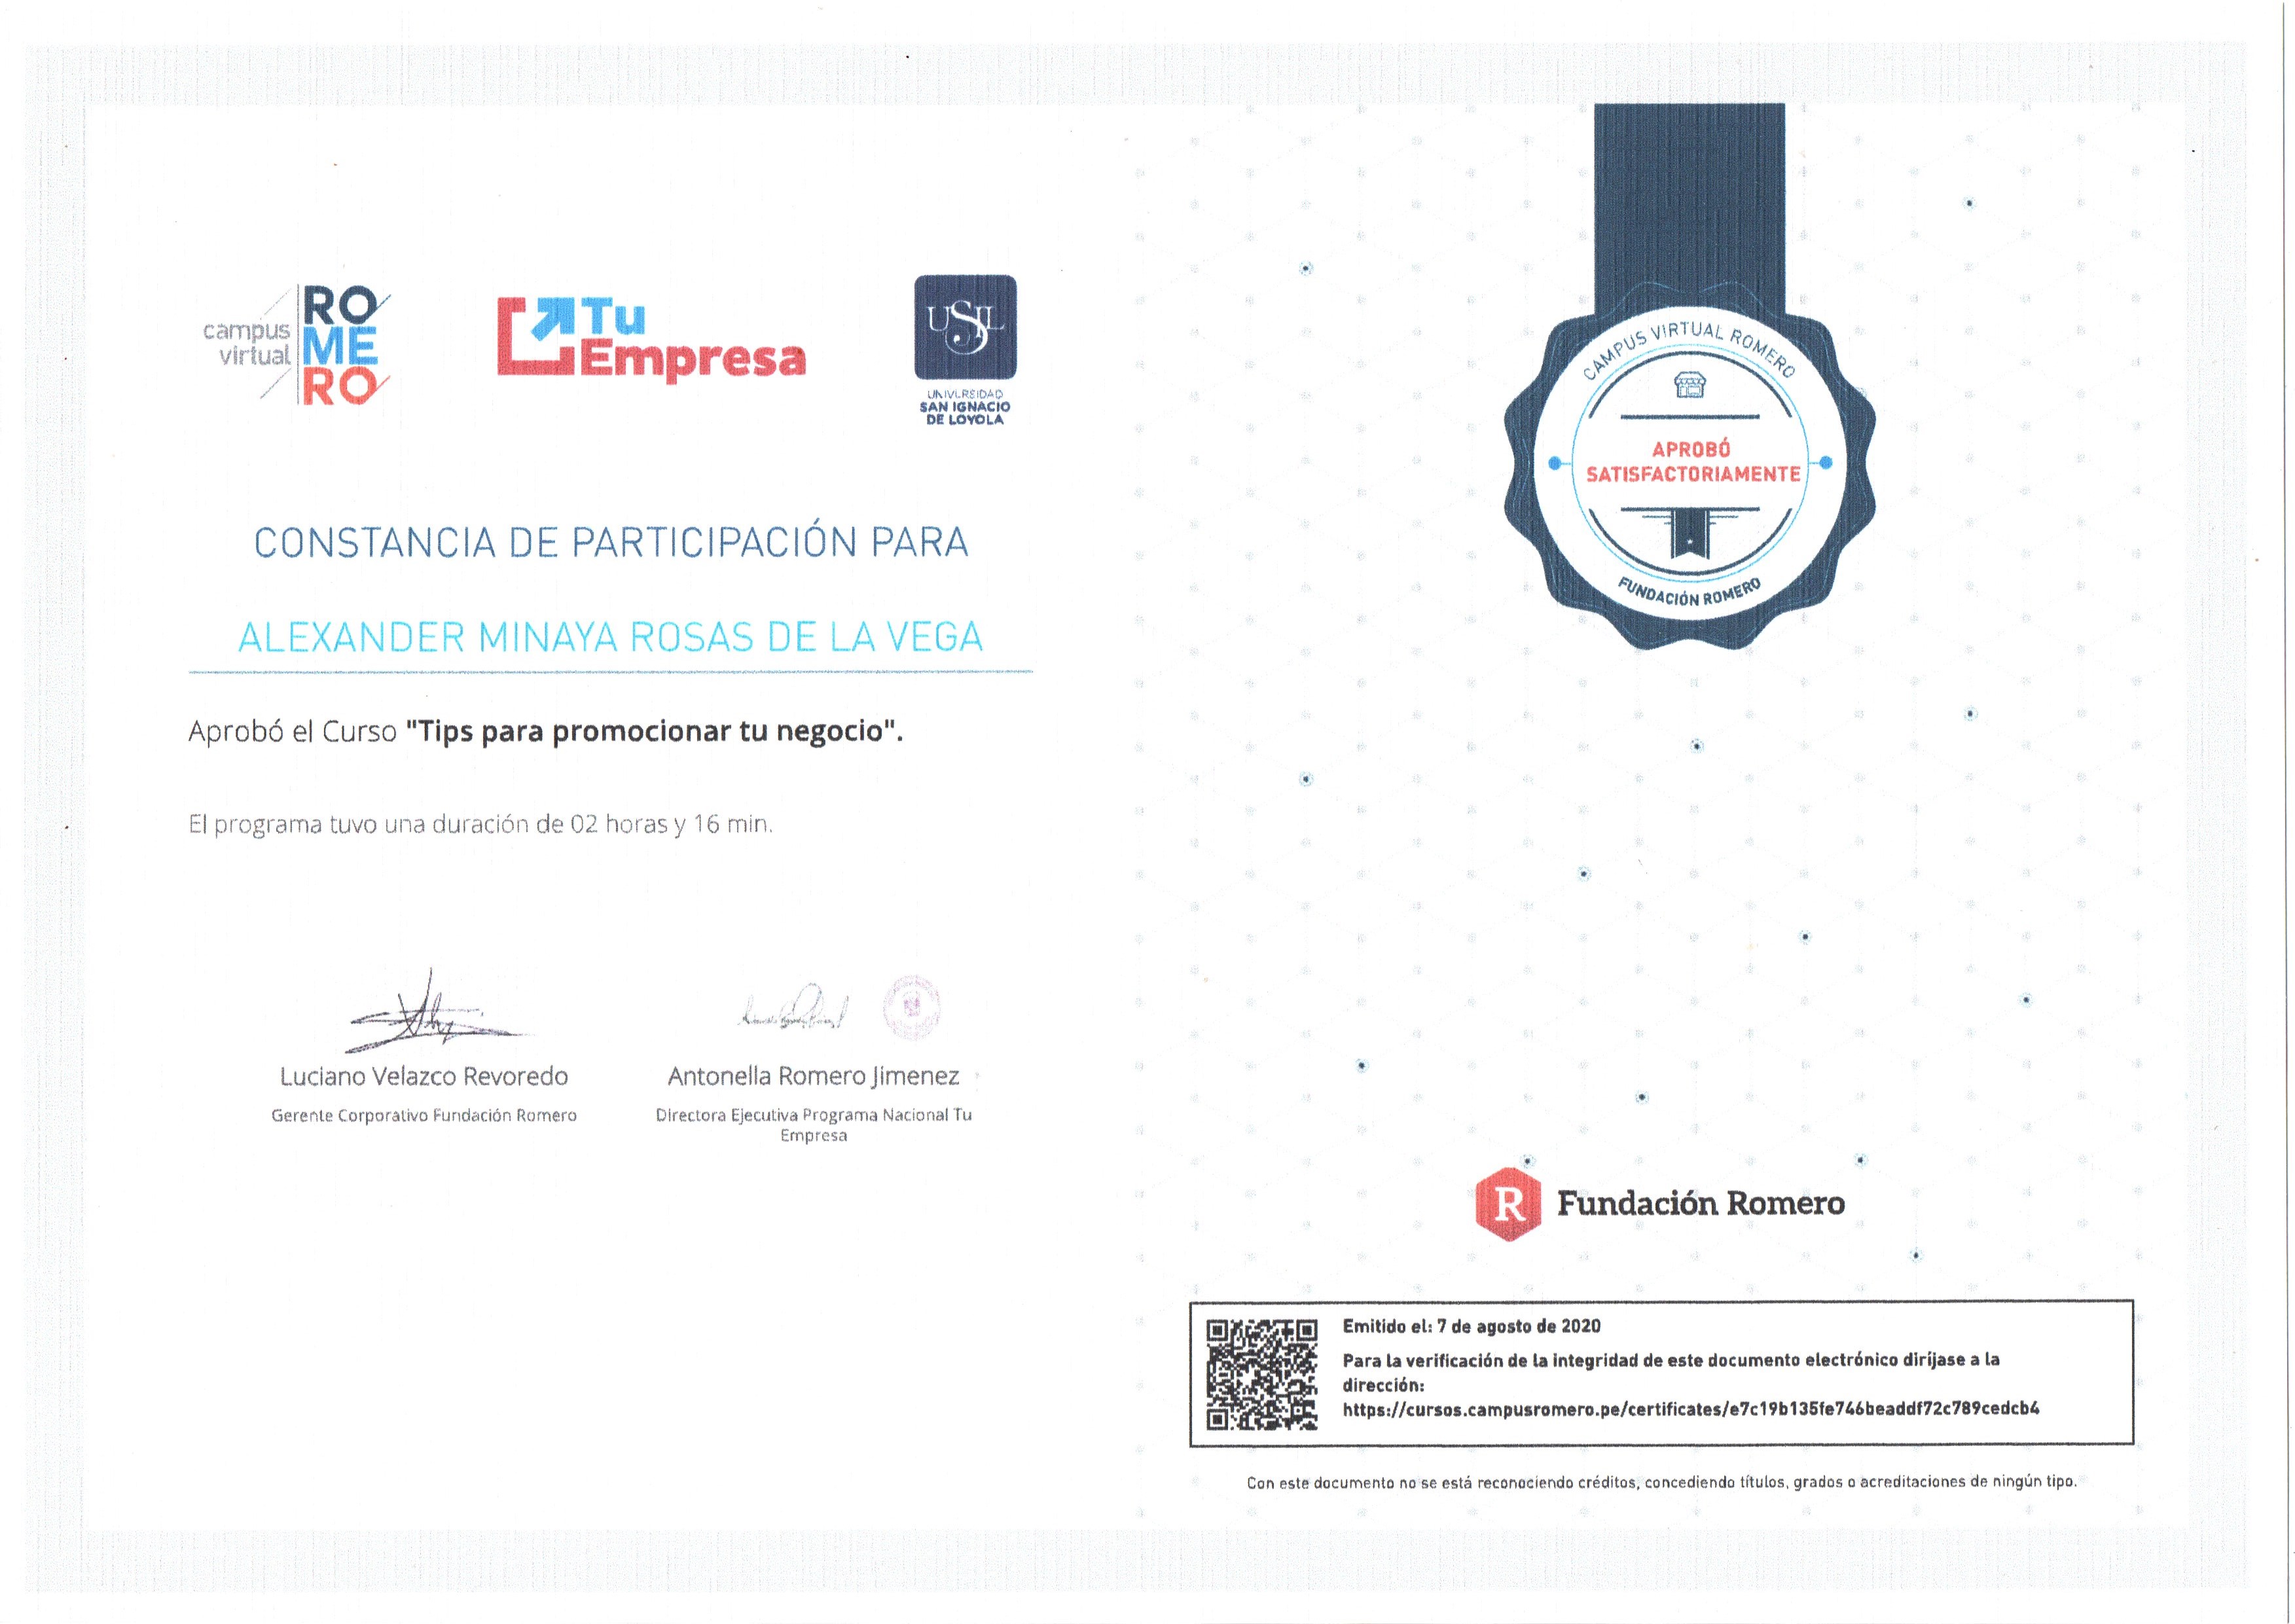 campus
virtual
RO
ME
RO
Tu
Empresa
USIL
UNIVERSIDAD
SAN IGNACIO
DE LOYOLA
CONSTANCIA DE PARTICIPACIÓN PARA
ALEXANDER MINAYA ROSAS DE LA VEGA
Aprobó el Curso "Tips para promocionar tu negocio".
El programa tuvo una duración de 02 horas y 16 min.
Luciano Velazco Revoredo
Gerente Corporativo Fundación Romero
Antonella Romero Jimenez
Directora Ejecutiva Programa Nacional Tu
Empresa
CAMPUS VIRTUAL ROMERO
APROBÓ
SATISFACTORIAMENTE
FUNDACIÓN ROMERO
R Fundación Romero
Emitido el: 7 de agosto de 2020
Para la verificación de la integridad de este documento electrónico diríjase a la
dirección:
https://cursos.campusromero.pe/certificates/e7c19b135fe746beaddf72c789cedcb4
Con este documento no se está reconociendo créditos, concediendo títulos, grados o acreditaciones de ningún tipo.